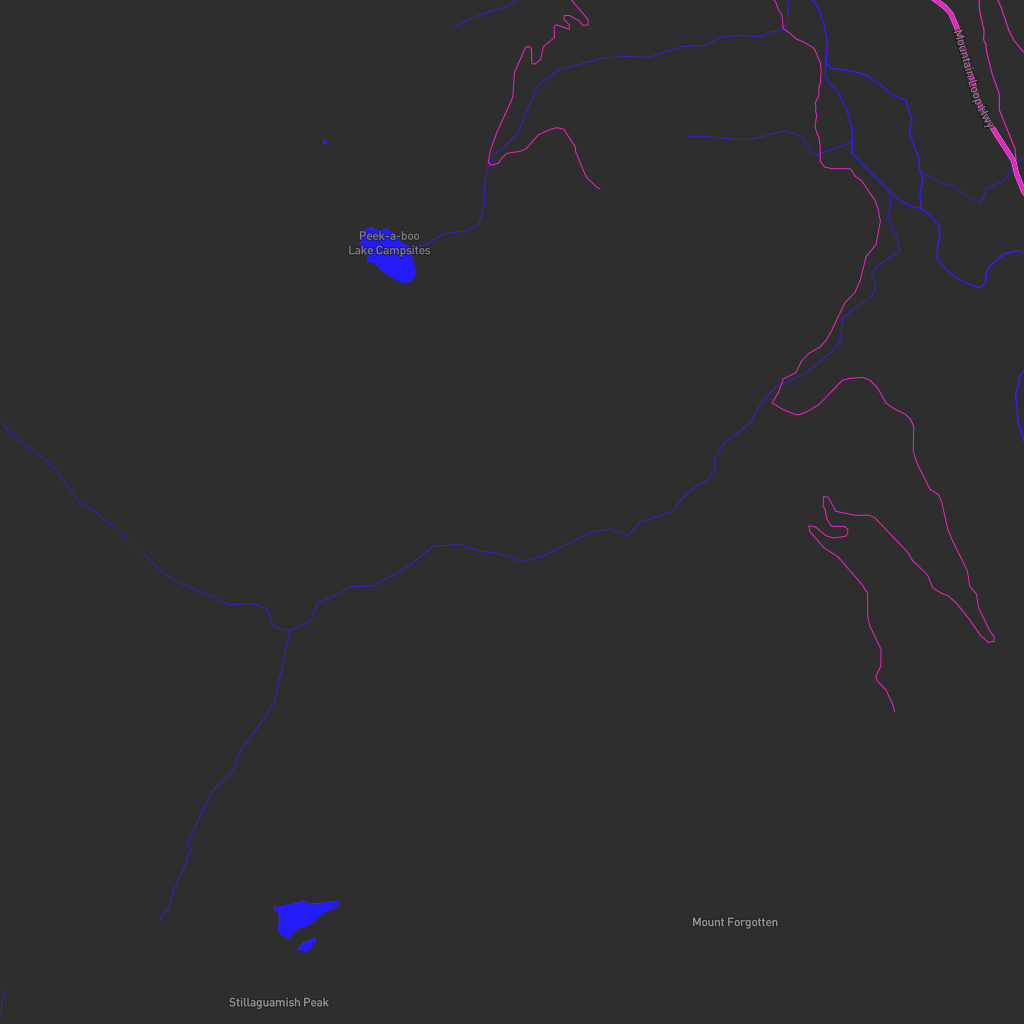 Mountain Loop Hwy
Peek-a-boo
Lake Campsites
Mount Forgotten
Stillaguamish Peak